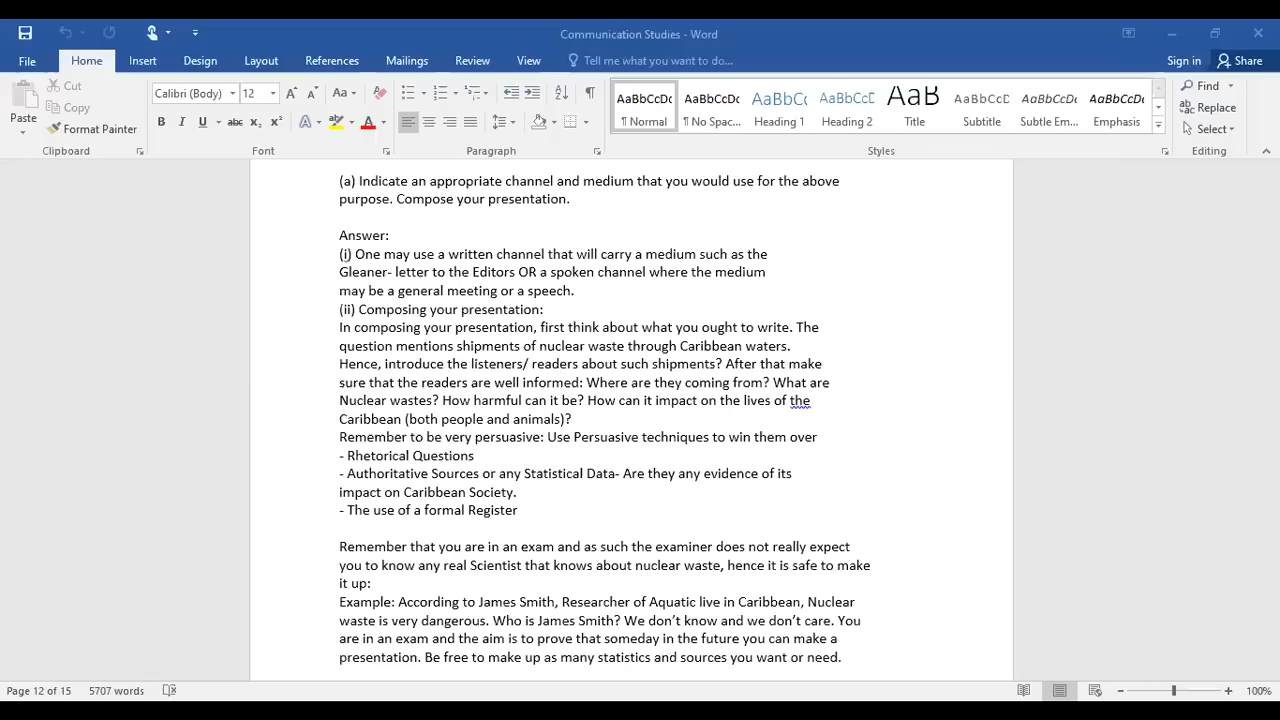 Communication Studies - Word
File
Home
Insert
Design
Layout
References
Mailings
Review
View
Tell me what you want to do...
Sign in
Share
Paste
Cut
Copy
Format Painter
Clipboard
Calibri (Body)
12
Font
Paragraph
AaBbCcDc
¶ Normal
AaBbCcDc
¶ No Spac...
AaBbCc
Heading 1
AaBbCcD
Heading 2
AaB
Title
AaBbCcD
Subtitle
AaBbCcDc
Subtle Em...
AaBbCcDc
Emphasis
Styles
Find
Replace
Select
Editing
(a) Indicate an appropriate channel and medium that you would use for the above
purpose. Compose your presentation.
Answer:
(i) One may use a written channel that will carry a medium such as the
Gleaner- letter to the Editors OR a spoken channel where the medium
may be a general meeting or a speech.
(ii) Composing your presentation:
In composing your presentation, first think about what you ought to write. The
question mentions shipments of nuclear waste through Caribbean waters.
Hence, introduce the listeners/ readers about such shipments? After that make
sure that the readers are well informed: Where are they coming from? What are
Nuclear wastes? How harmful can it be? How can it impact on the lives of the
Caribbean (both people and animals)?
Remember to be very persuasive: Use Persuasive techniques to win them over
- Rhetorical Questions
- Authoritative Sources or any Statistical Data- Are they any evidence of its
impact on Caribbean Society.
- The use of a formal Register
Remember that you are in an exam and as such the examiner does not really expect
you to know any real Scientist that knows about nuclear waste, hence it is safe to make
it up:
Example: According to James Smith, Researcher of Aquatic live in Caribbean, Nuclear
waste is very dangerous. Who is James Smith? We don't know and we don't care. You
are in an exam and the aim is to prove that someday in the future you can make a
presentation. Be free to make up as many statistics and sources you want or need.
Page 12 of 15
5707 words
100%